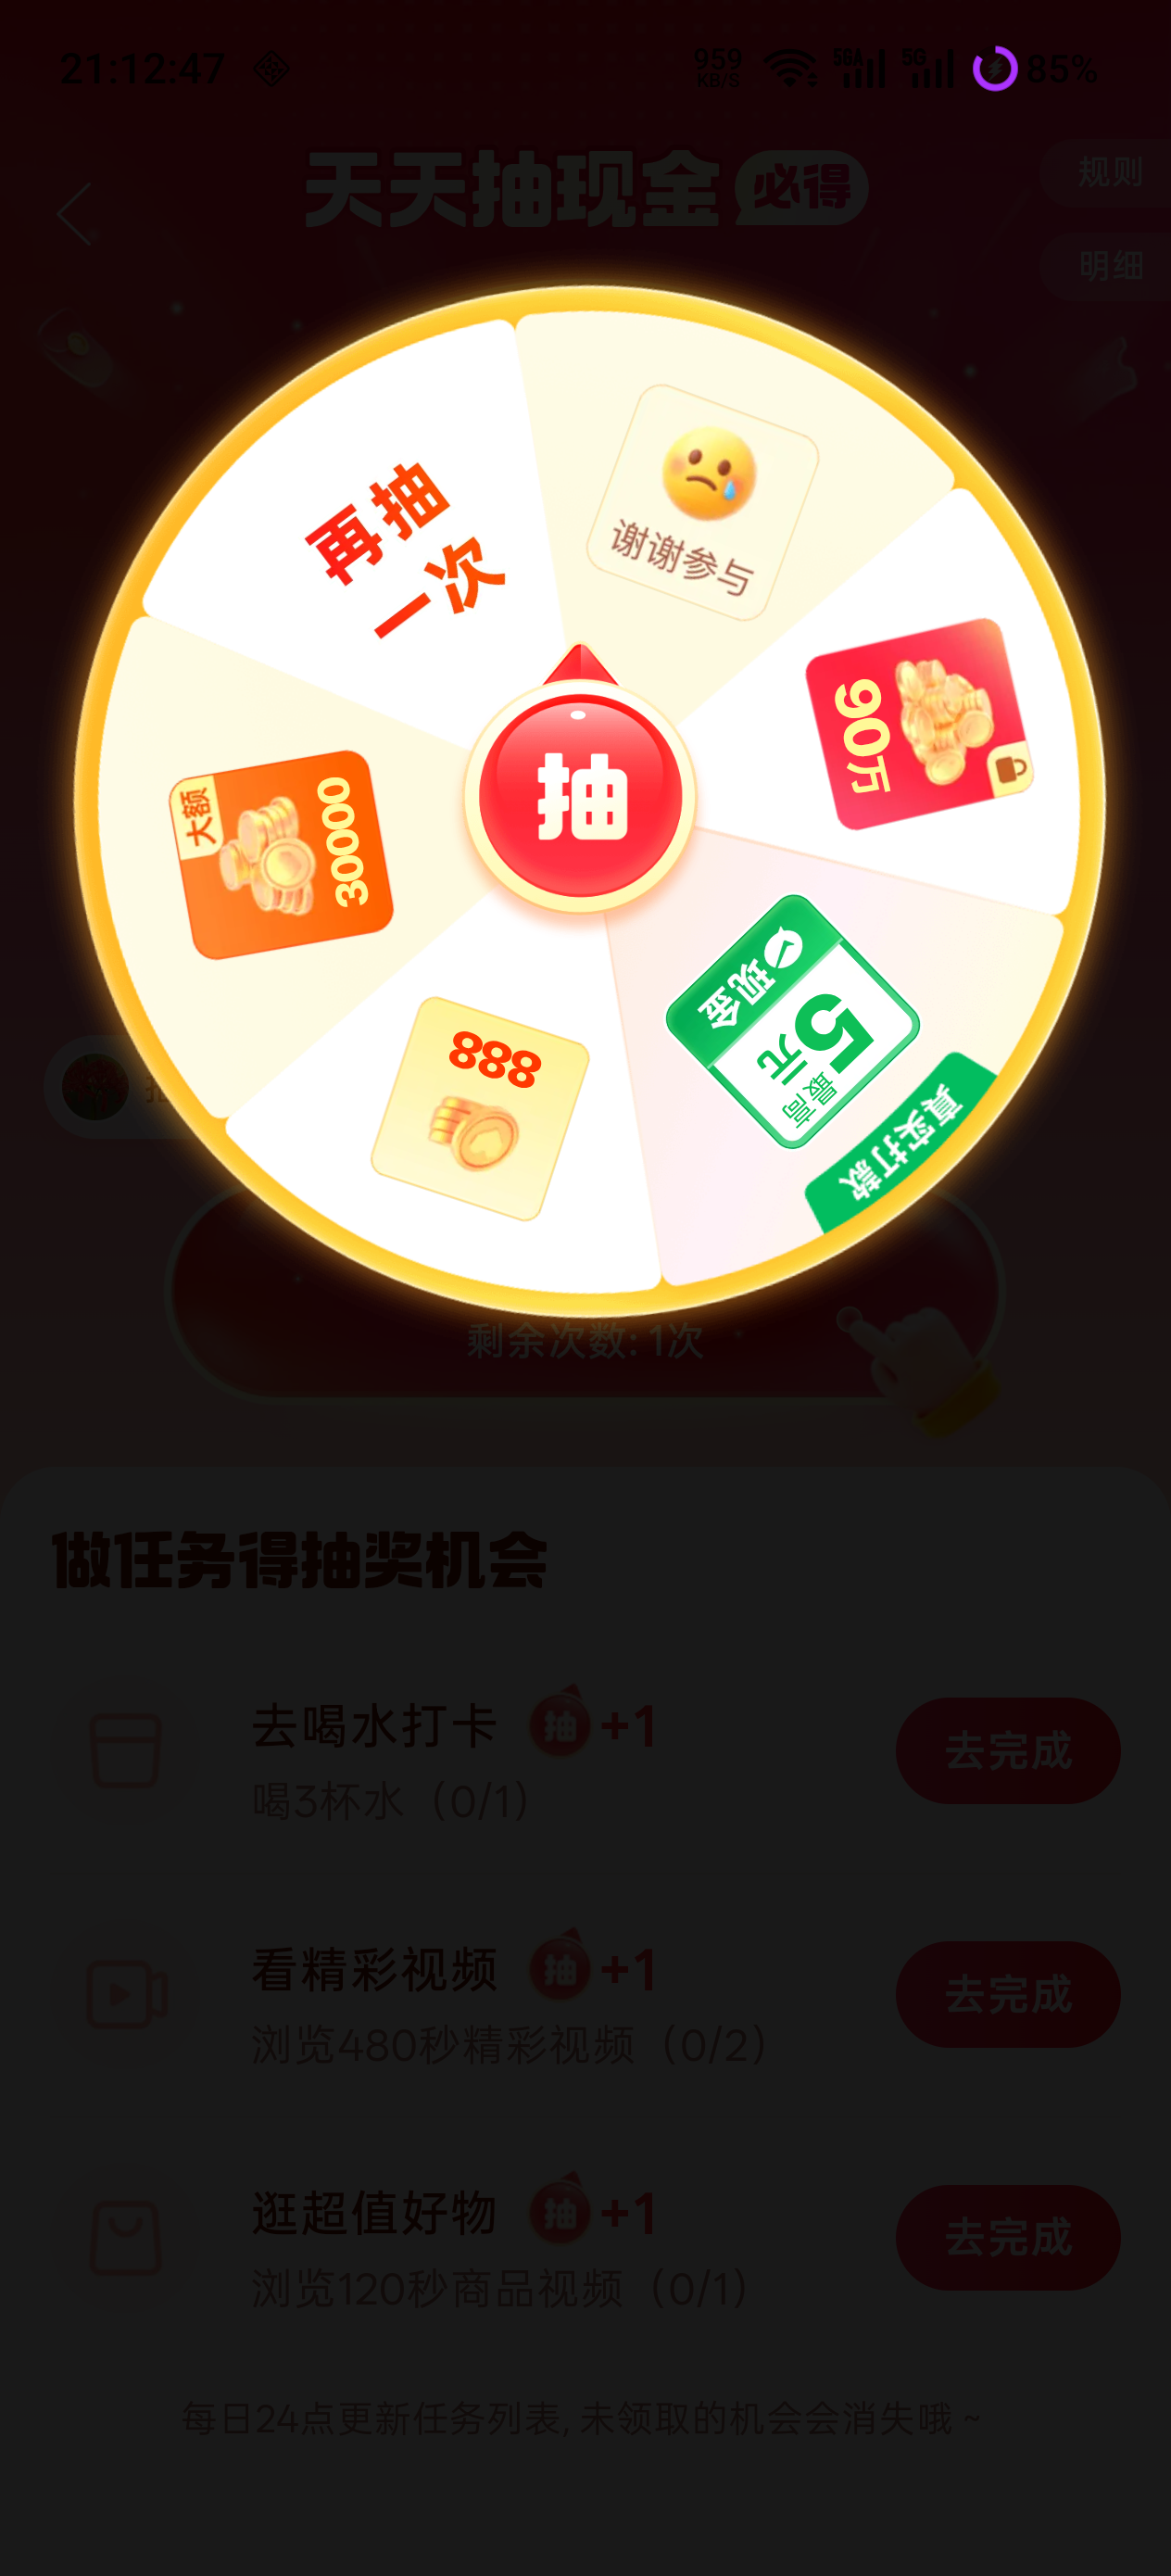 21:12:47
959 KB/S
5GA
5G
85%
天天抽现金 必得
规则
明细
再抽
一次
谢谢参与
90万
大额
30000
888
现金
5元
最高
真实打款
抽
剩余次数: 1次
做任务得抽奖机会
去喝水打卡 抽 +1
喝3杯水（0/1）
去完成
看精彩视频 抽 +1
浏览480秒精彩视频（0/2）
去完成
逛超值好物 抽 +1
浏览120秒商品视频（0/1）
去完成
每日24点更新任务列表, 未领取的机会会消失哦 ~